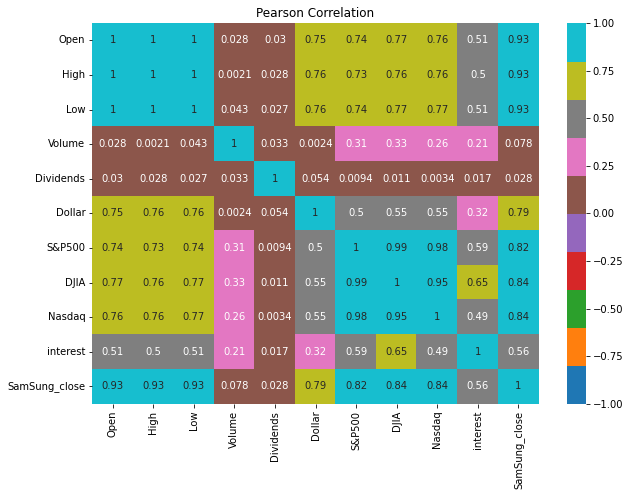 Pearson Correlation
Open 1 1 1 0.028 0.03 0.75 0.74 0.77 0.76 0.51 0.93
High 1 1 1 0.0021 0.028 0.76 0.73 0.76 0.76 0.5 0.93
Low 1 1 1 0.043 0.027 0.76 0.74 0.77 0.77 0.51 0.93
Volume 0.028 0.0021 0.043 1 0.033 0.0024 0.31 0.33 0.26 0.21 0.078
Dividends 0.03 0.028 0.027 0.033 1 0.054 0.0094 0.011 0.0034 0.017 0.028
Dollar 0.75 0.76 0.76 0.0024 0.054 1 0.5 0.55 0.55 0.32 0.79
S&P500 0.74 0.73 0.74 0.31 0.0094 0.5 1 0.99 0.98 0.59 0.82
DJIA 0.77 0.76 0.77 0.33 0.011 0.55 0.99 1 0.95 0.65 0.84
Nasdaq 0.76 0.76 0.77 0.26 0.0034 0.55 0.98 0.95 1 0.49 0.84
interest 0.51 0.5 0.51 0.21 0.017 0.32 0.59 0.65 0.49 1 0.56
SamSung_close 0.93 0.93 0.93 0.078 0.028 0.79 0.82 0.84 0.84 0.56 1
Open High Low Volume Dividends Dollar S&P500 DJIA Nasdaq interest SamSung_close
1.00
0.75
0.50
0.25
0.00
−0.25
−0.50
−0.75
−1.00